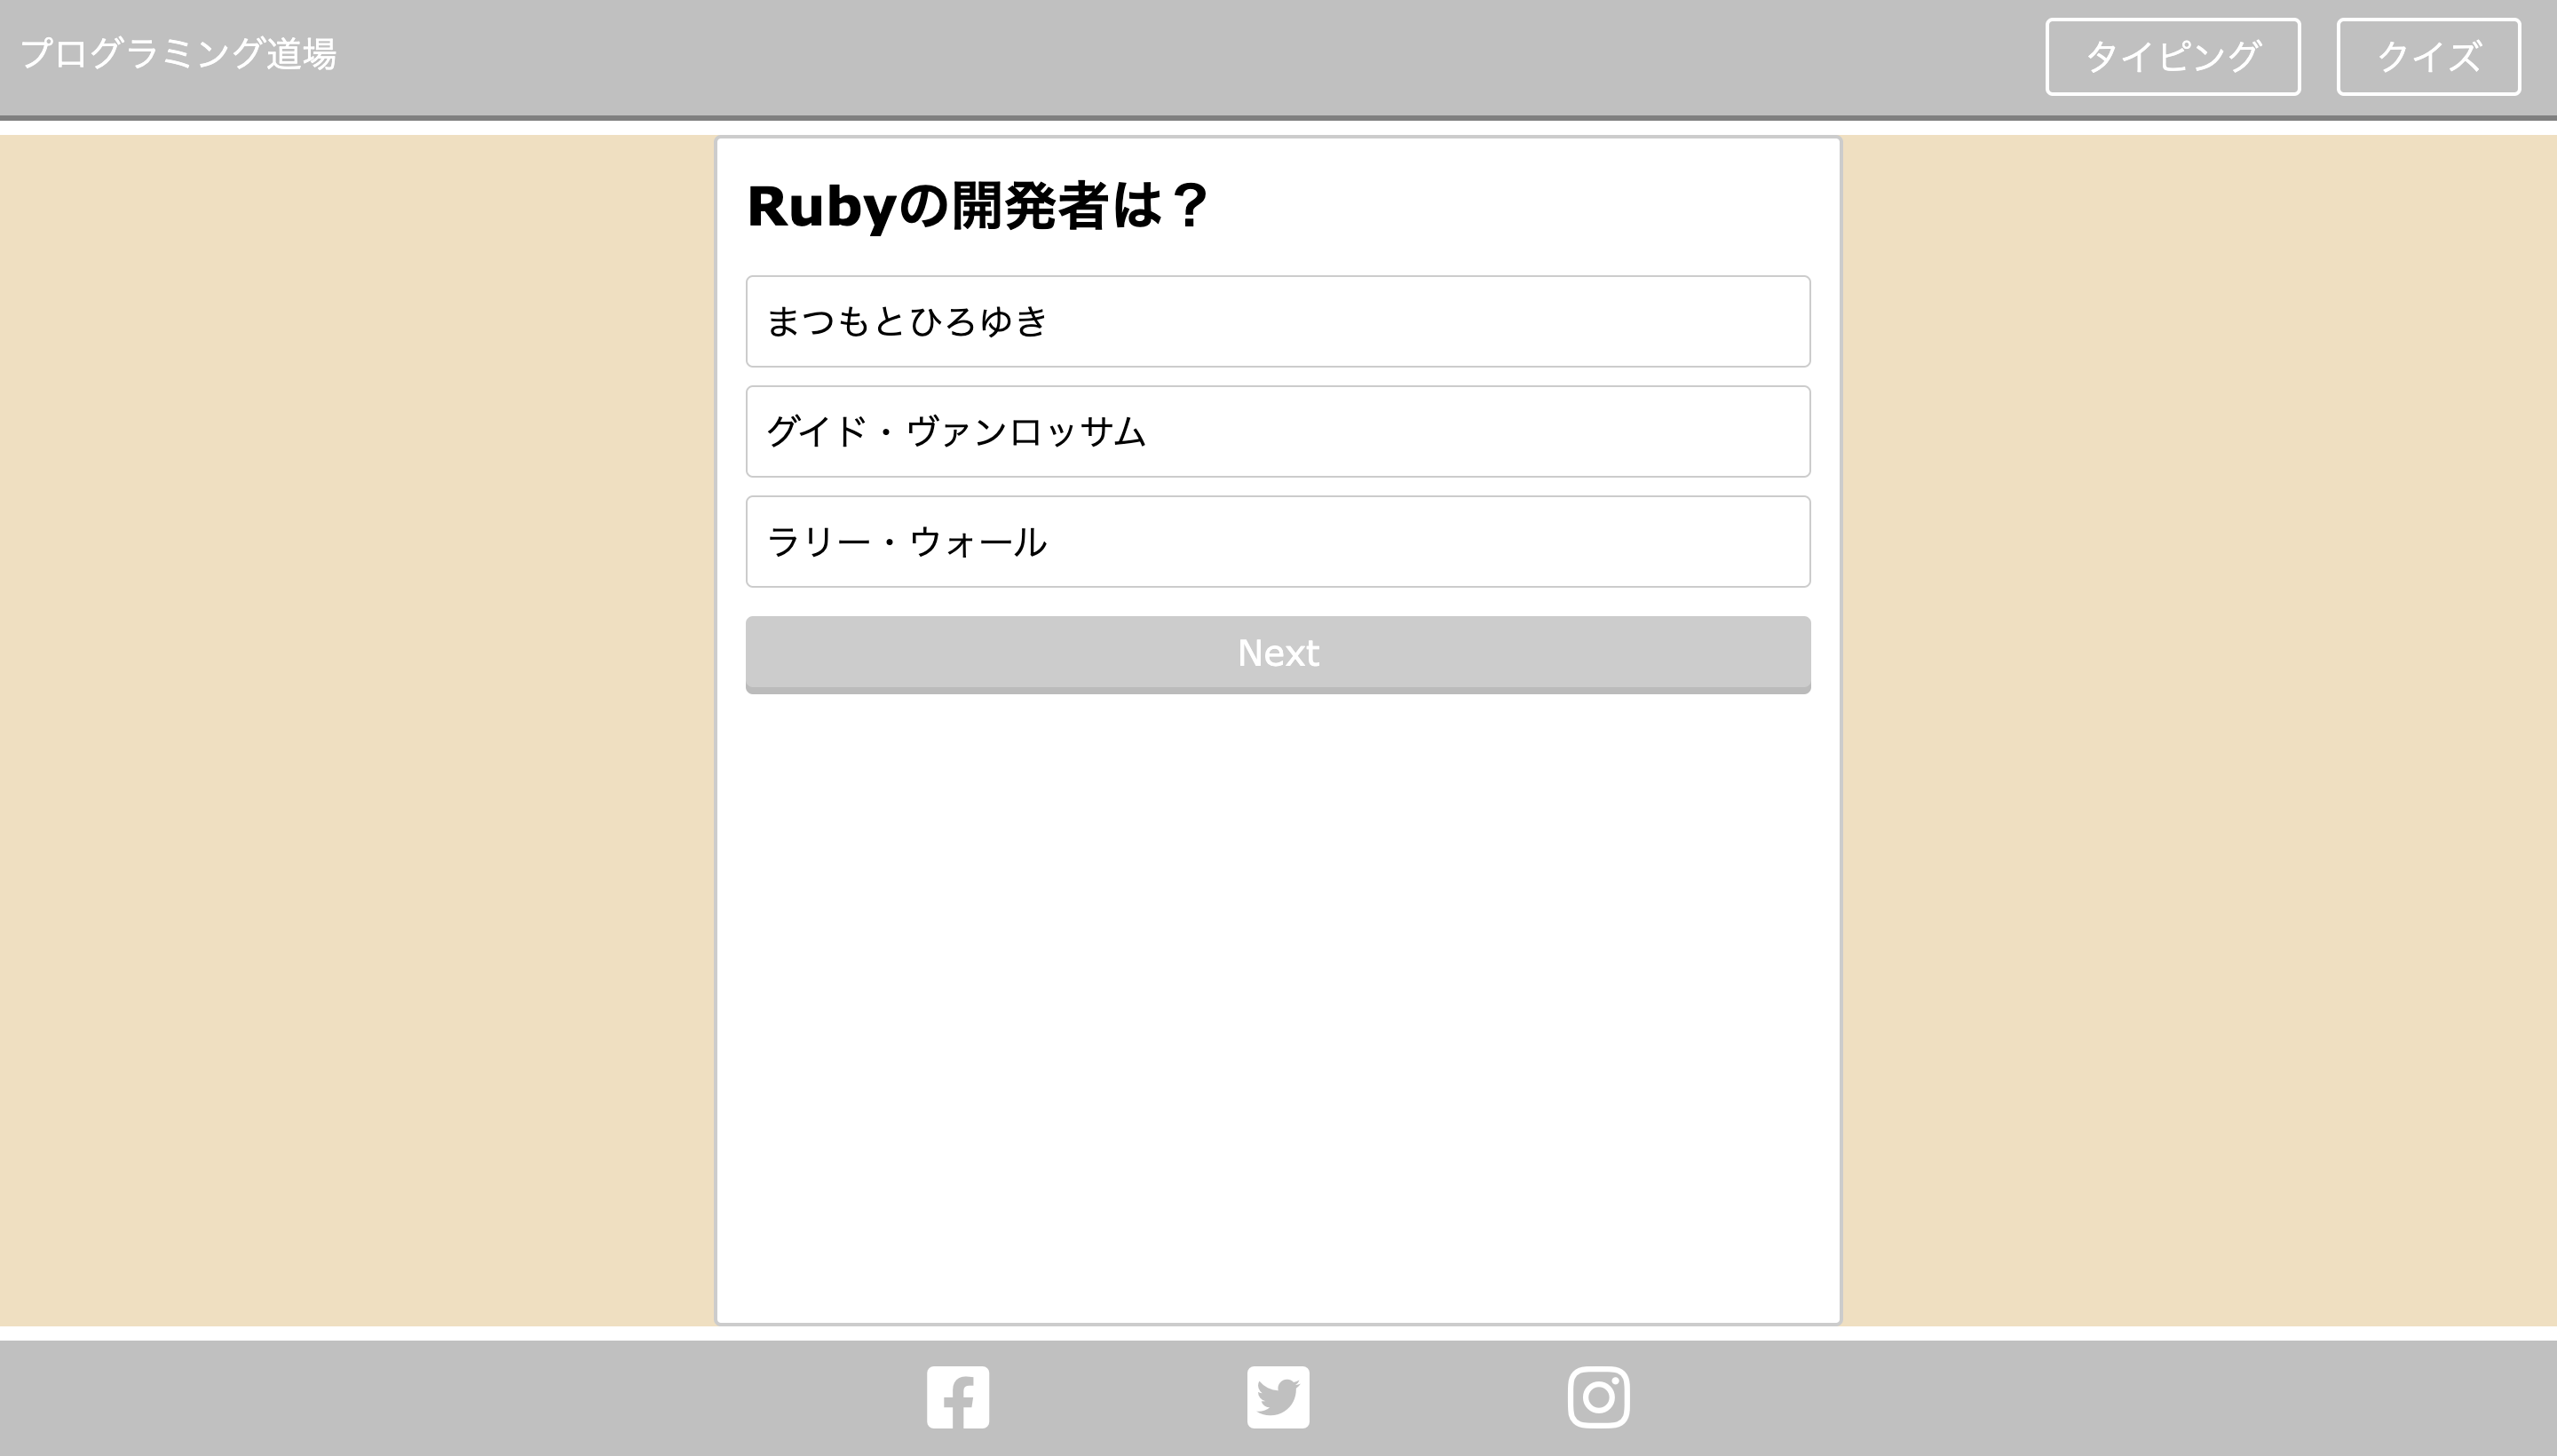 プログラミング道場
タイピング
クイズ
Rubyの開発者は？
まつもとひろゆき
グイド・ヴァンロッサム
ラリー・ウォール
Next